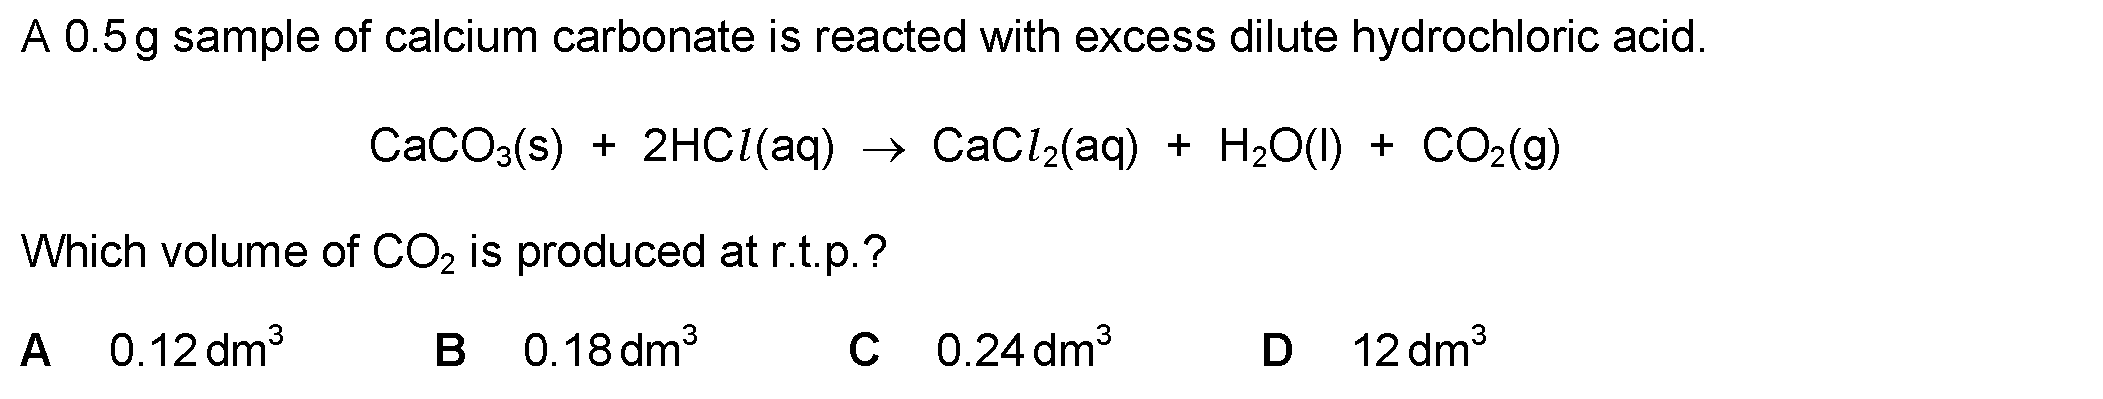 A 0.5 g sample of calcium carbonate is reacted with excess dilute hydrochloric acid.
CaCO₃(s) + 2HCl(aq) → CaCl₂(aq) + H₂O(l) + CO₂(g)
Which volume of CO₂ is produced at r.t.p.?
A 0.12 dm³ B 0.18 dm³ C 0.24 dm³ D 12 dm³